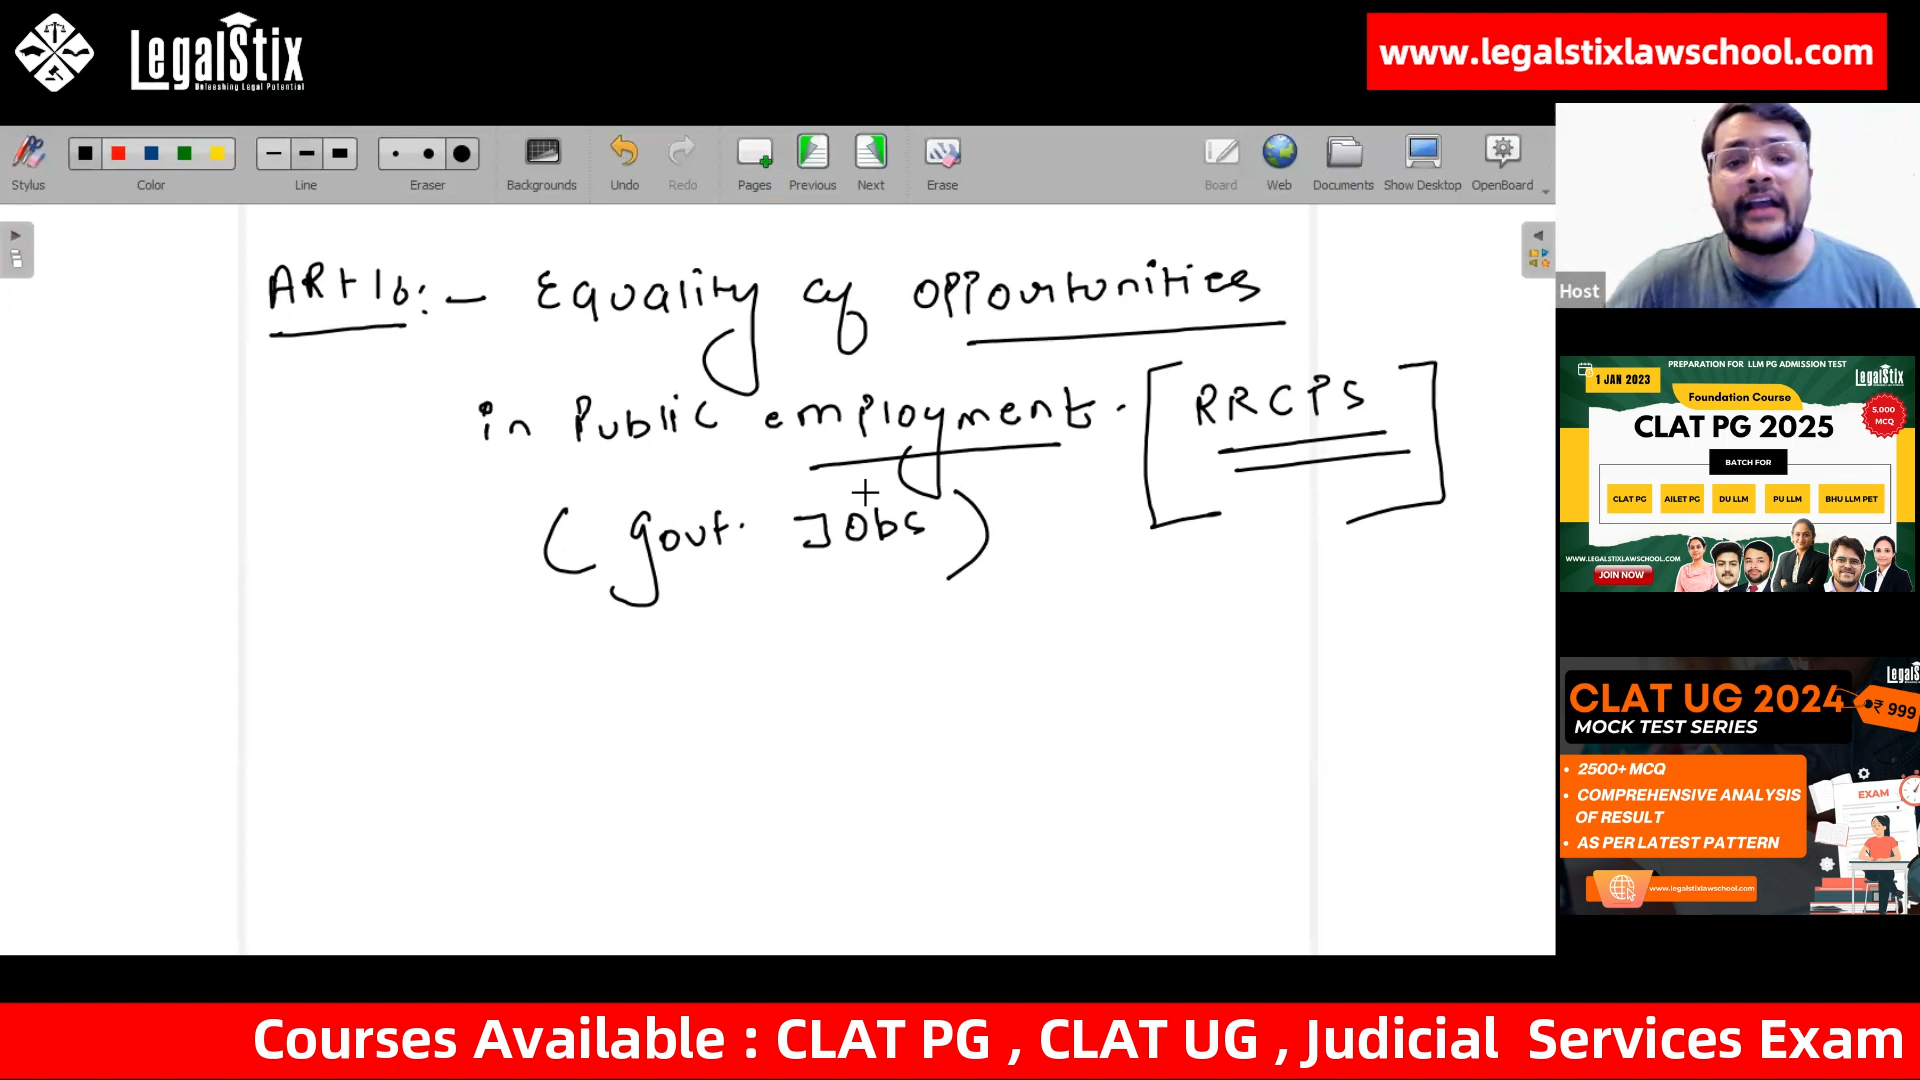 LegalStix
Unleashing Legal Potential
www.legalstixlawschool.com
Stylus
Color
Line
Eraser
Backgrounds
Undo
Redo
Pages
Previous
Next
Erase
Board
Web
Documents
Show Desktop
OpenBoard
ARt 16:- Equality of opportunities
in Public employment. [RRCPS]
(govt. Jobs)
Host
PREPARATION FOR LLM PG ADMISSION TEST
1 JAN 2023
LegalStix
Foundation Course
5,000
MCQ
CLAT PG 2025
BATCH FOR
CLAT PG
AILET PG
DU LLM
PU LLM
BHU LLM PET
WWW.LEGALSTIXLAWSCHOOL.COM
JOIN NOW
LegalS
CLAT UG 2024
₹ 999
MOCK TEST SERIES
• 2500+ MCQ
• COMPREHENSIVE ANALYSIS
OF RESULT
• AS PER LATEST PATTERN
EXAM
www.legalstixlawschool.com
Courses Available : CLAT PG , CLAT UG , Judicial Services Exam